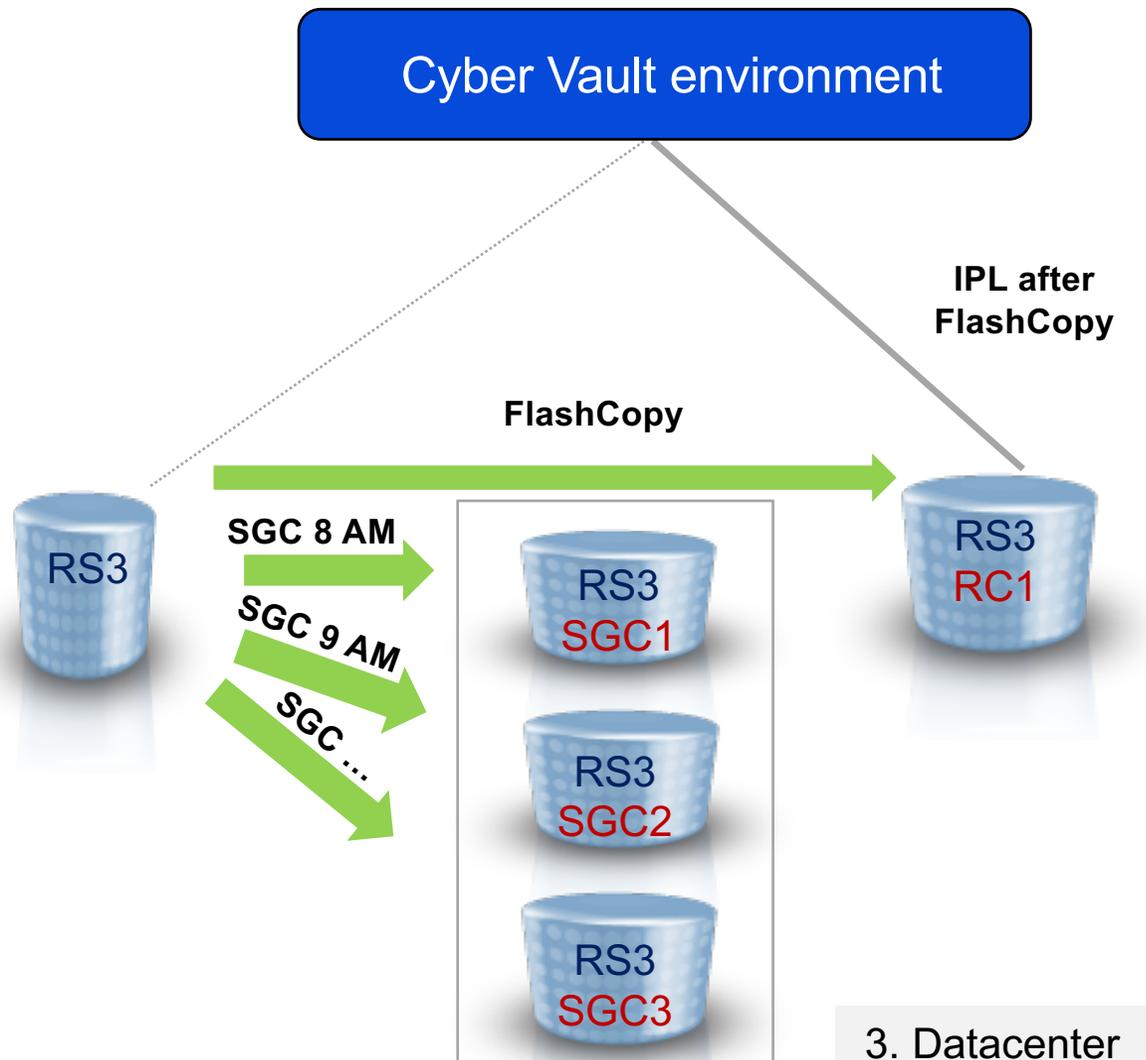 Cyber Vault environment
IPL after
FlashCopy
FlashCopy
RS3
SGC 8 AM
SGC 9 AM
SGC ...
RS3
SGC1
RS3
SGC2
RS3
SGC3
RS3
RC1
3. Datacenter